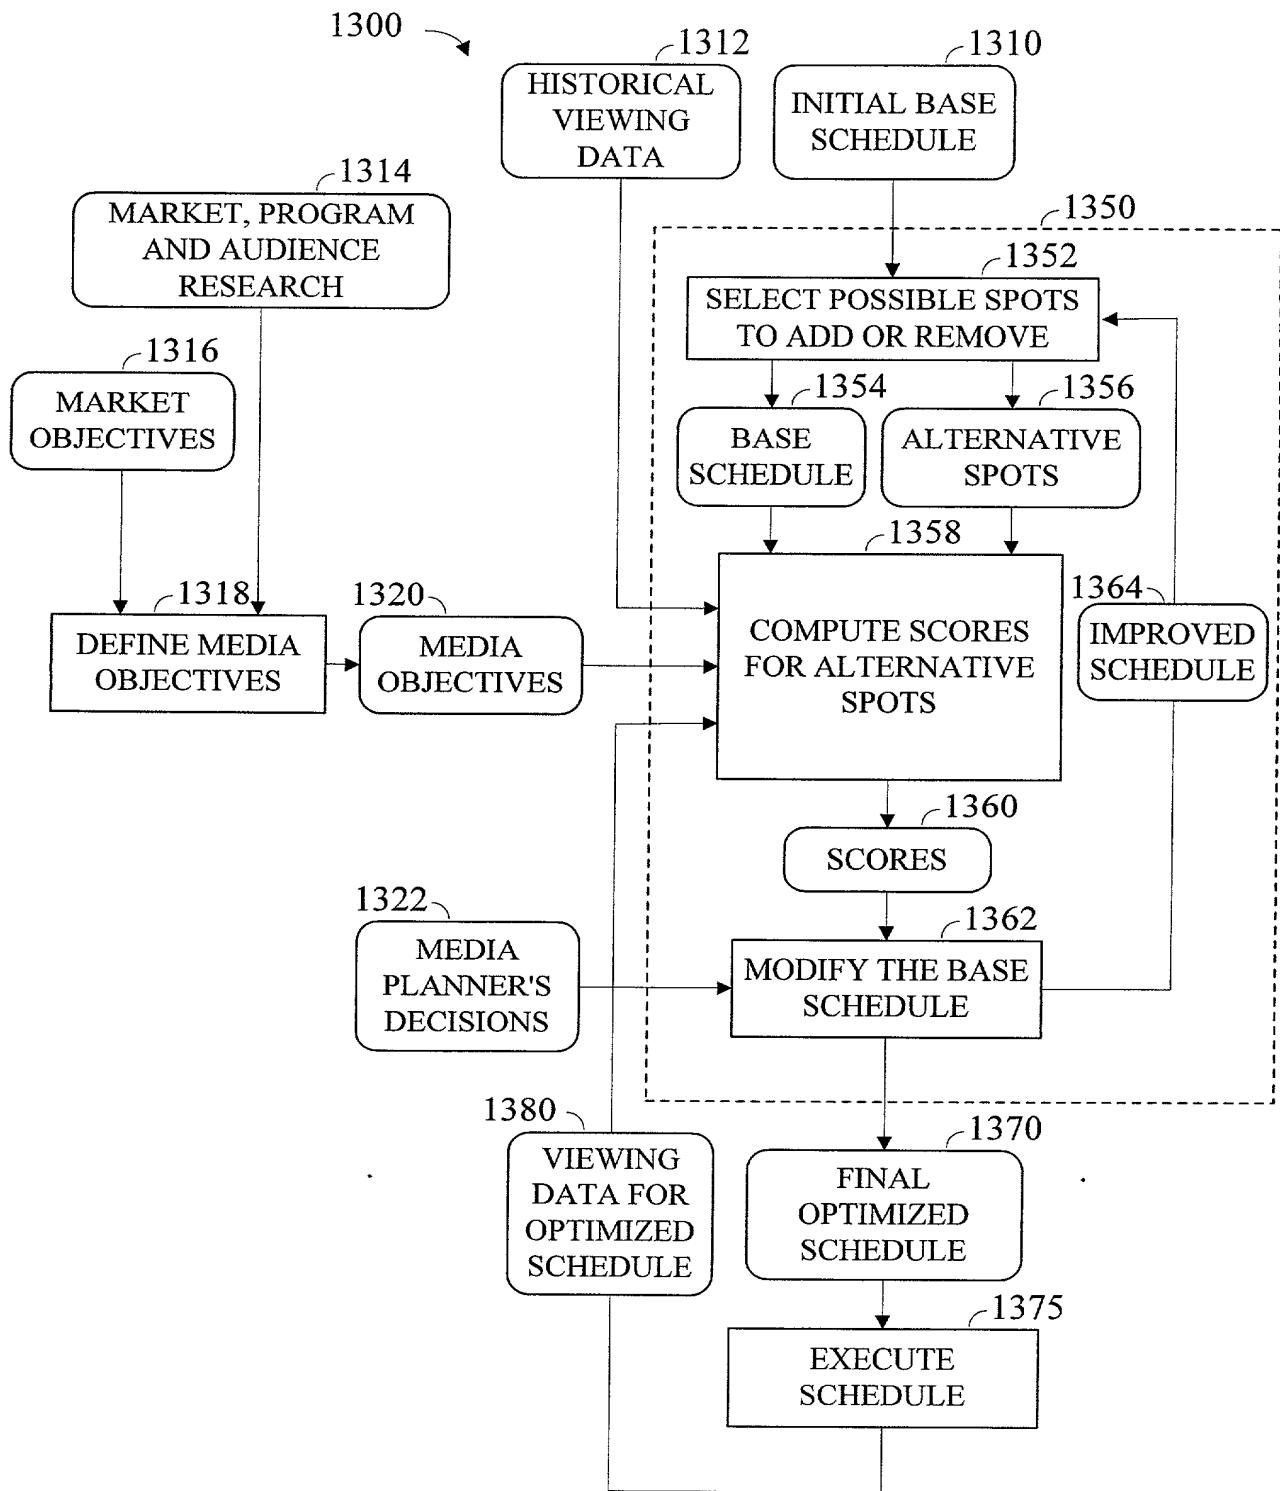 1300
1312
HISTORICAL
VIEWING
DATA
1310
INITIAL BASE
SCHEDULE
1314
MARKET, PROGRAM
AND AUDIENCE
RESEARCH
1316
MARKET
OBJECTIVES
1318
DEFINE MEDIA
OBJECTIVES
1320
MEDIA
OBJECTIVES
1350
1352
SELECT POSSIBLE SPOTS
TO ADD OR REMOVE
1354
BASE
SCHEDULE
1356
ALTERNATIVE
SPOTS
1358
COMPUTE SCORES
FOR ALTERNATIVE
SPOTS
1364
IMPROVED
SCHEDULE
1360
SCORES
1322
MEDIA
PLANNER'S
DECISIONS
1362
MODIFY THE BASE
SCHEDULE
1380
VIEWING
DATA FOR
OPTIMIZED
SCHEDULE
1370
FINAL
OPTIMIZED
SCHEDULE
1375
EXECUTE
SCHEDULE